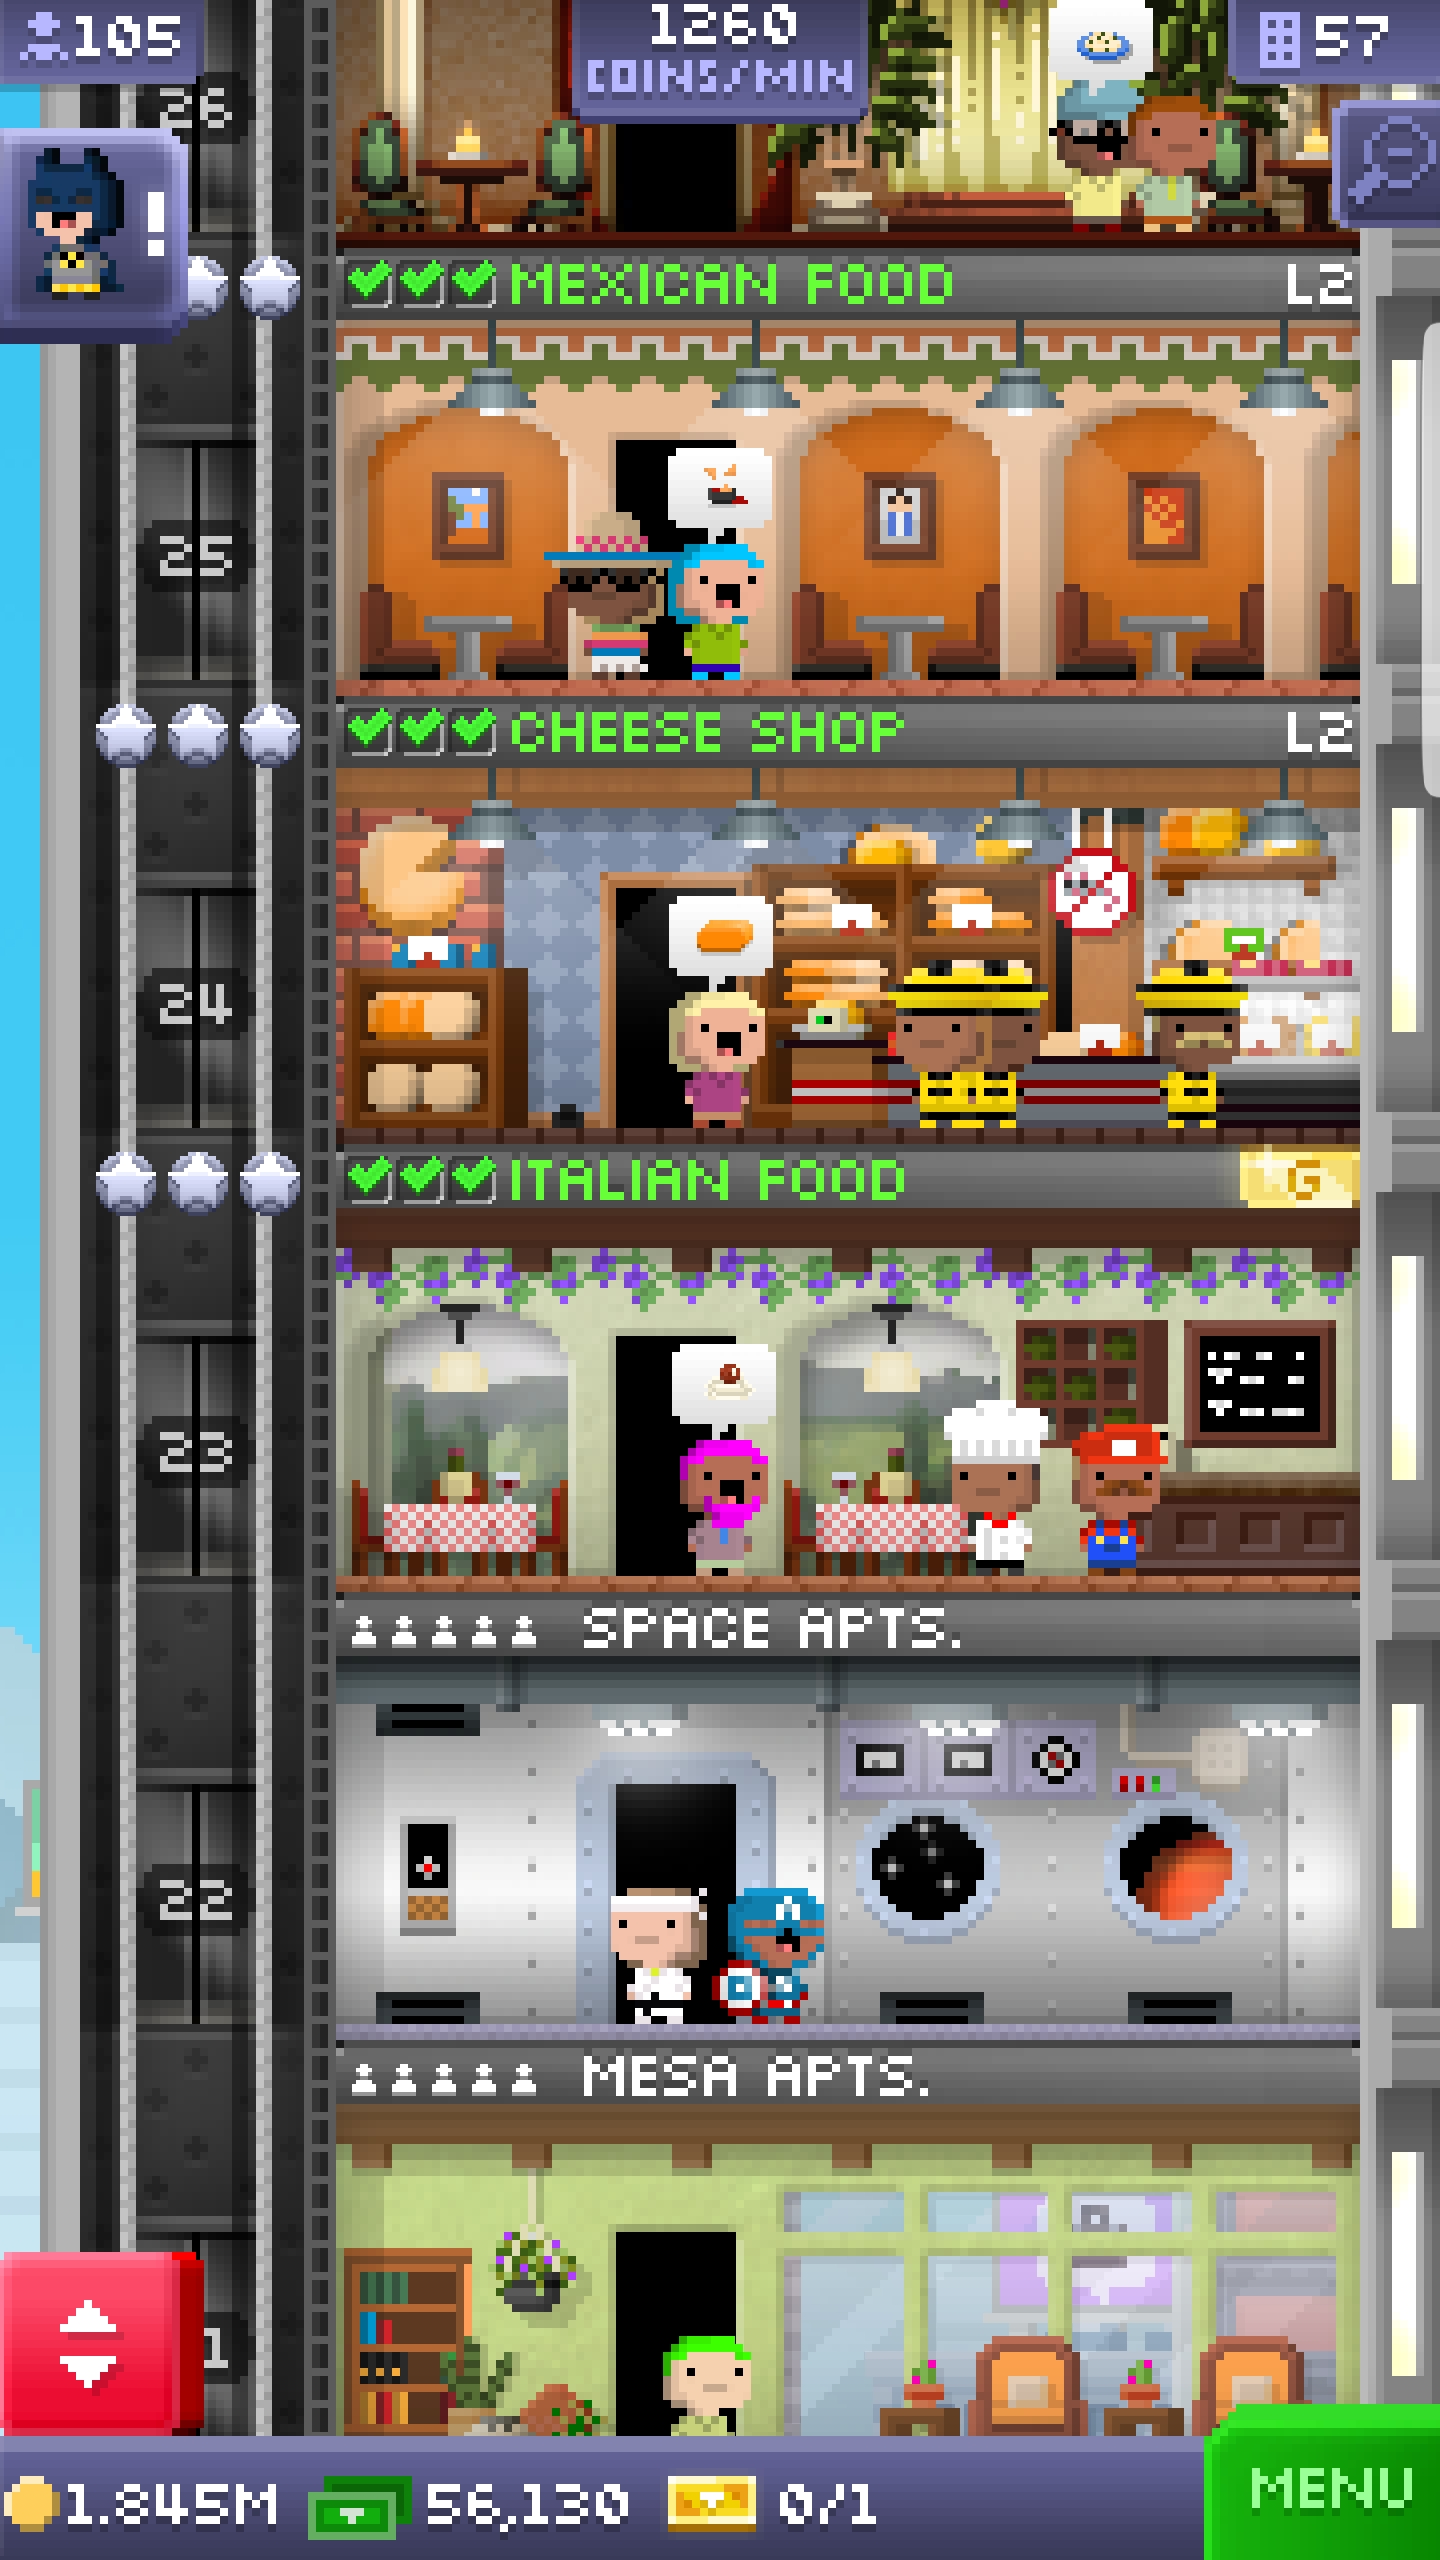 105
1260
COINS/MIN
57
26
!
MEXICAN FOOD
L2
25
CHEESE SHOP
L2
24
ITALIAN FOOD
G
23
SPACE APTS.
22
MESA APTS.
1
1.845M
56,130
0/1
MENU